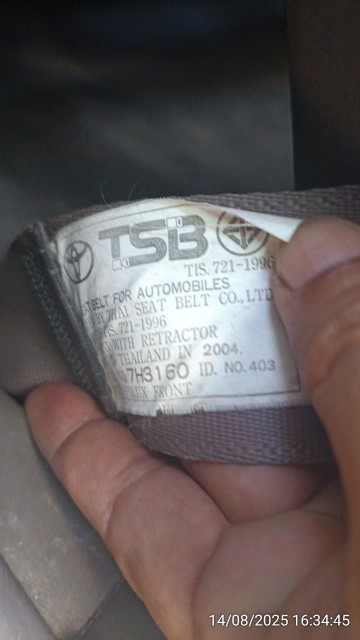 TSB
TIS. 721-1996
BELT FOR AUTOMOBILES
THAI SEAT BELT CO., LTD
721-1996
WITH RETRACTOR
THAILAND IN 2004.
7H3160 ID. NO. 403
FRONT
14/08/2025 16:34:45